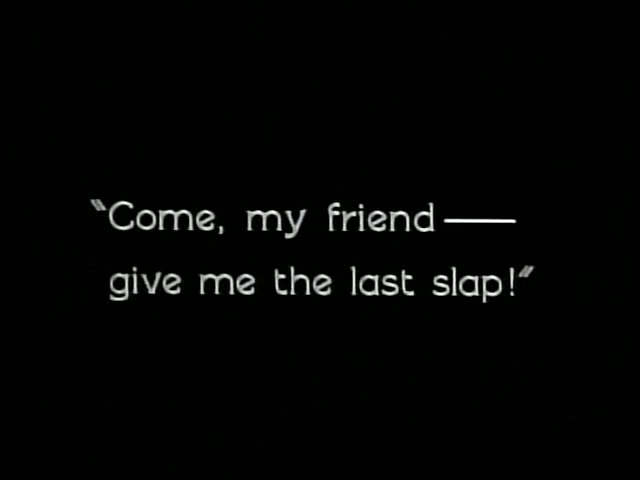 "Come, my friend——
give me the last slap!"